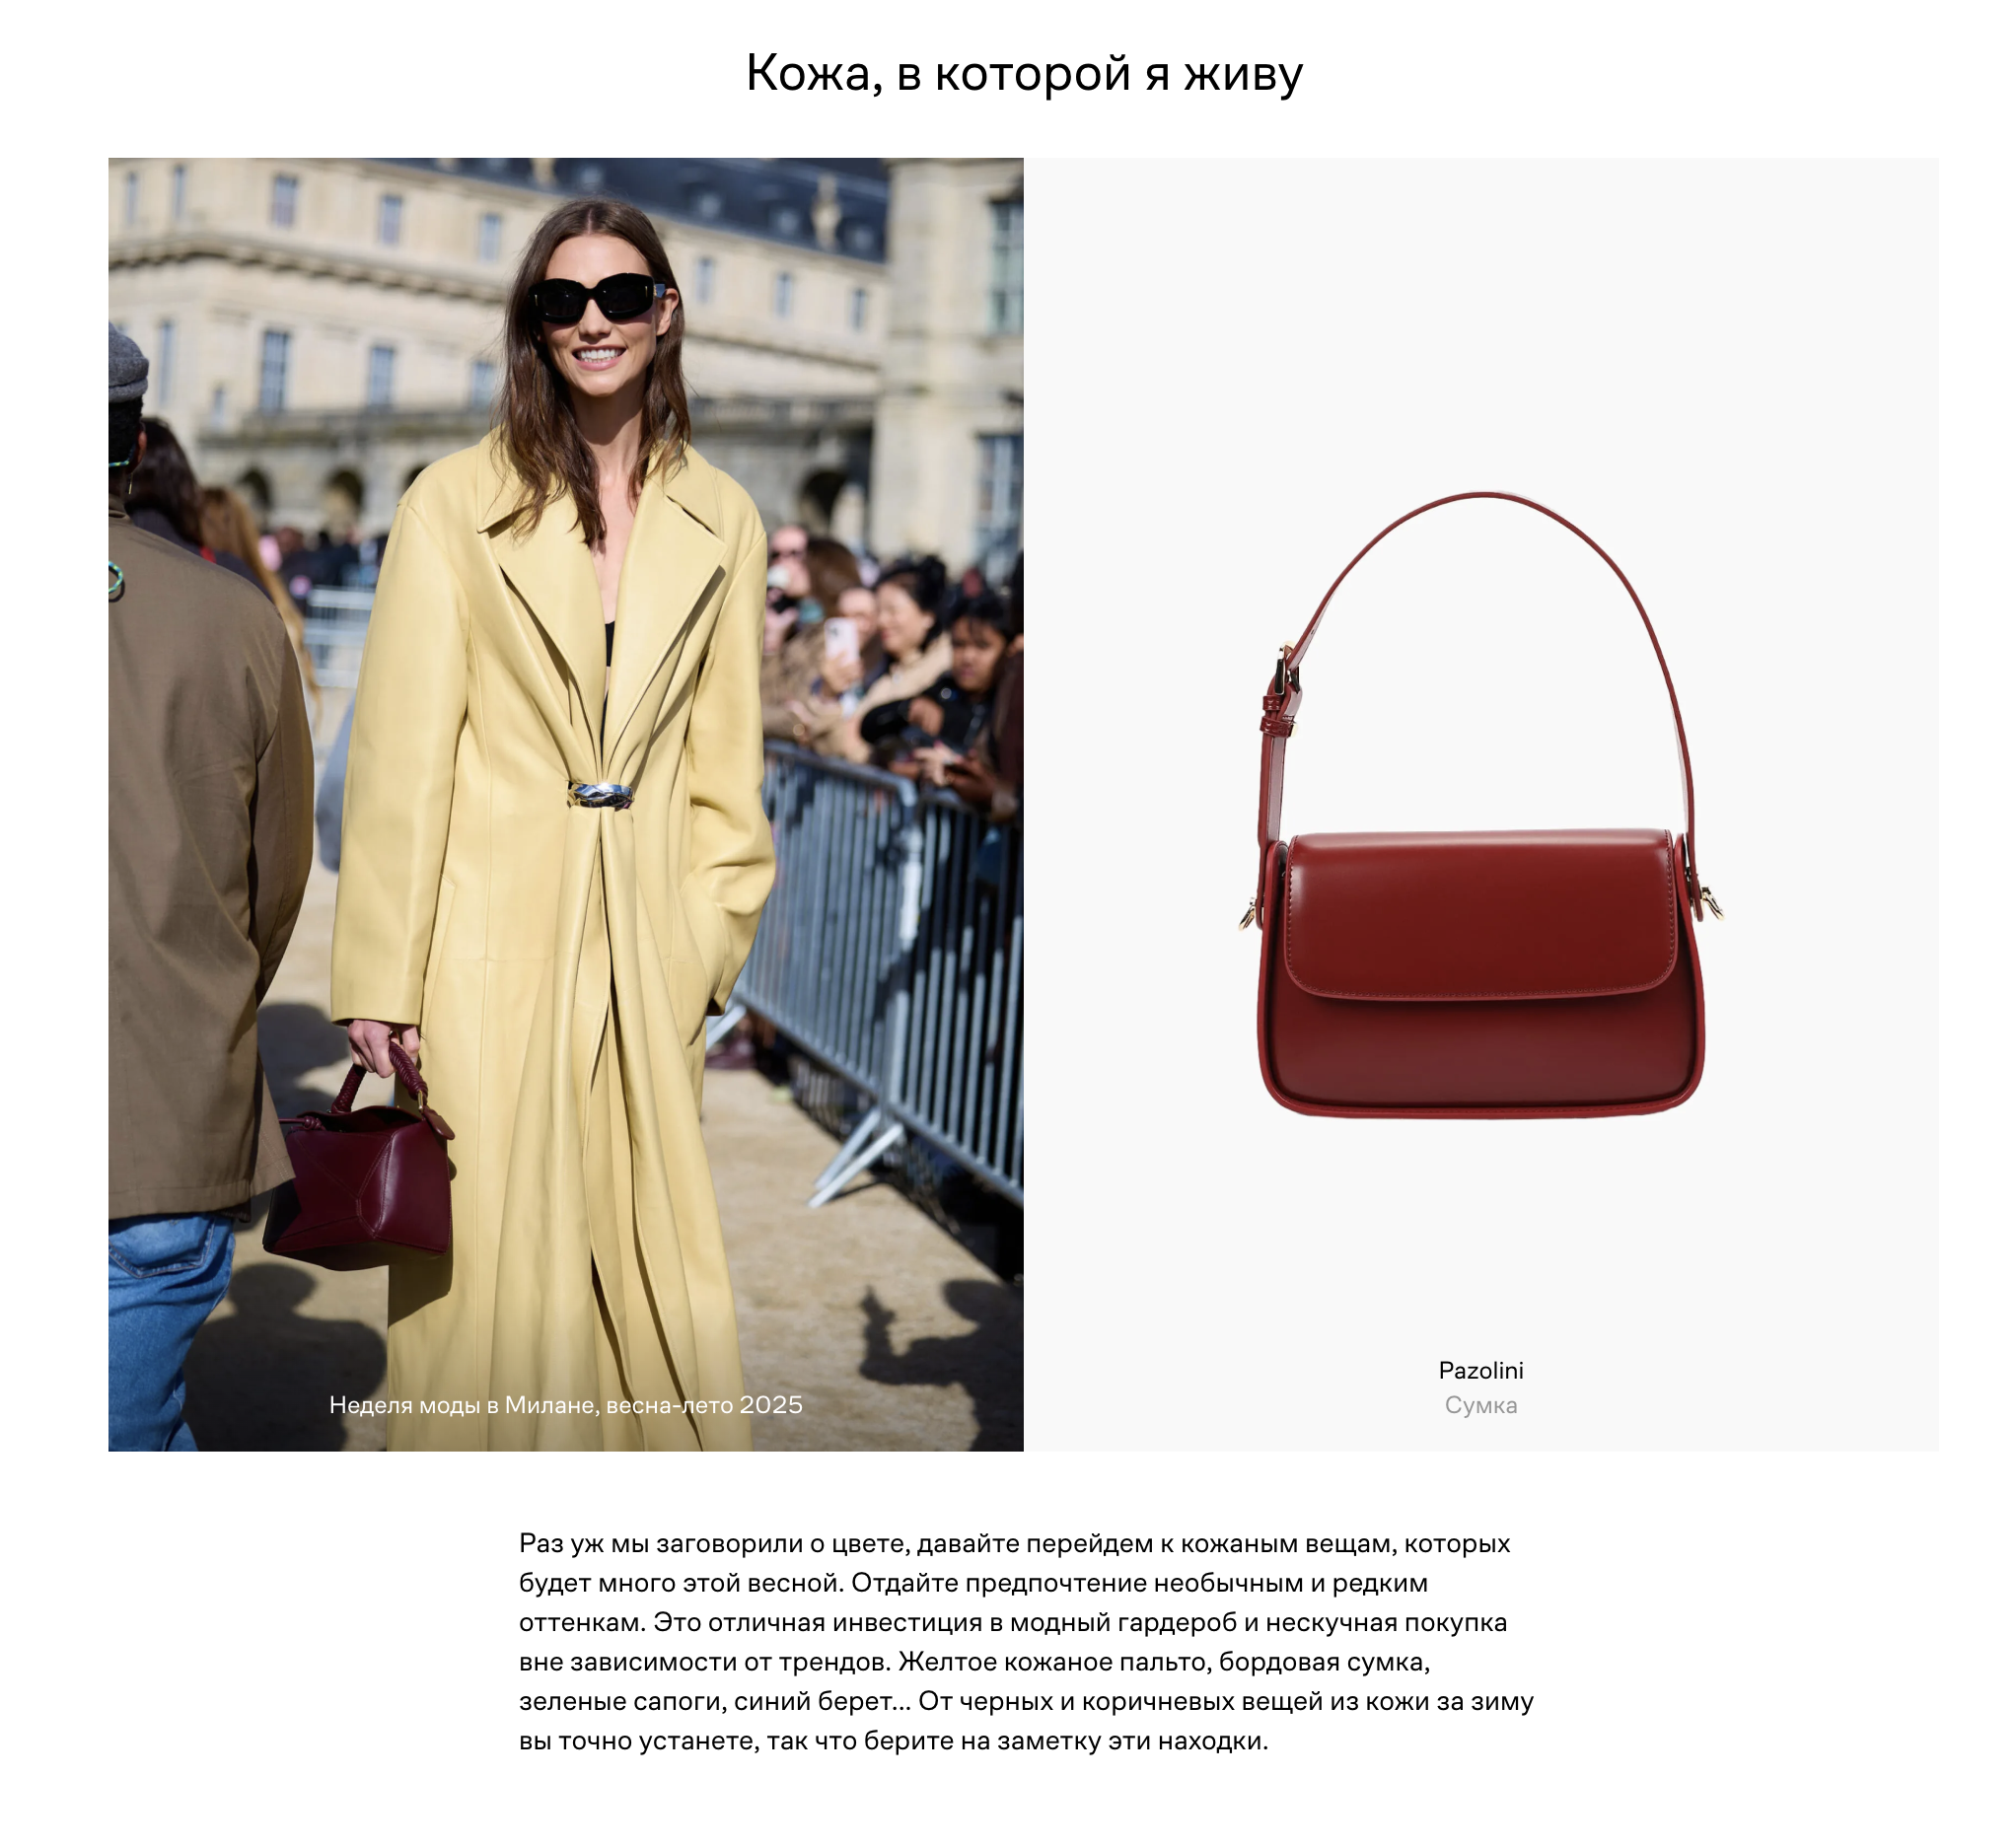 Кожа, в которой я живу
Неделя моды в Милане, весна-лето 2025
Pazolini
Сумка
Раз уж мы заговорили о цвете, давайте перейдем к кожаным вещам, которых
будет много этой весной. Отдайте предпочтение необычным и редким
оттенкам. Это отличная инвестиция в модный гардероб и нескучная покупка
вне зависимости от трендов. Желтое кожаное пальто, бордовая сумка,
зеленые сапоги, синий берет... От черных и коричневых вещей из кожи за зиму
вы точно устанете, так что берите на заметку эти находки.